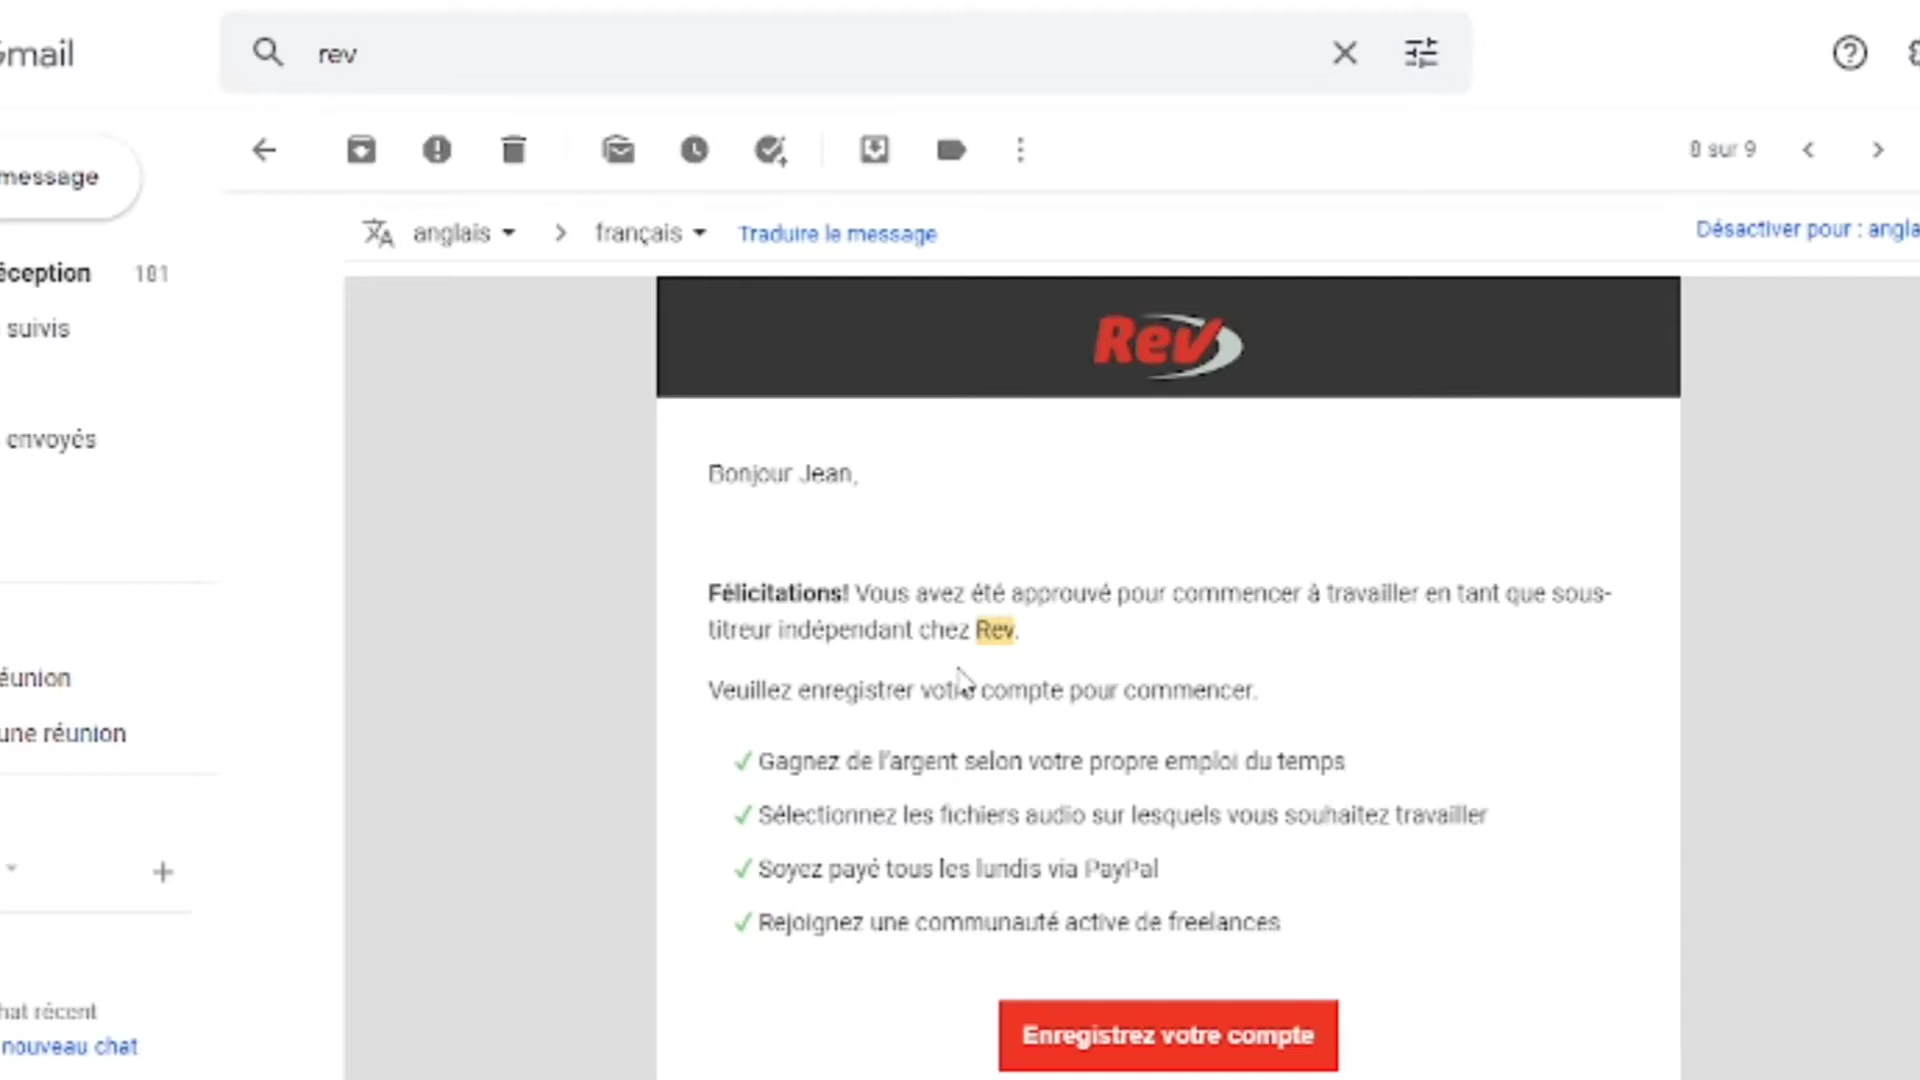 Gmail
rev
message
8 sur 9
anglais
français
Traduire le message
Désactiver pour : angla
éception 181
suivis
Rev
envoyés
Bonjour Jean,
Félicitations! Vous avez été approuvé pour commencer à travailler en tant que sous-
titreur indépendant chez Rev.
Veuillez enregistrer votre compte pour commencer.
éunion
une réunion
✓ Gagnez de l'argent selon votre propre emploi du temps
✓ Sélectionnez les fichiers audio sur lesquels vous souhaitez travailler
✓ Soyez payé tous les lundis via PayPal
✓ Rejoignez une communauté active de freelances
hat récent
nouveau chat
Enregistrez votre compte